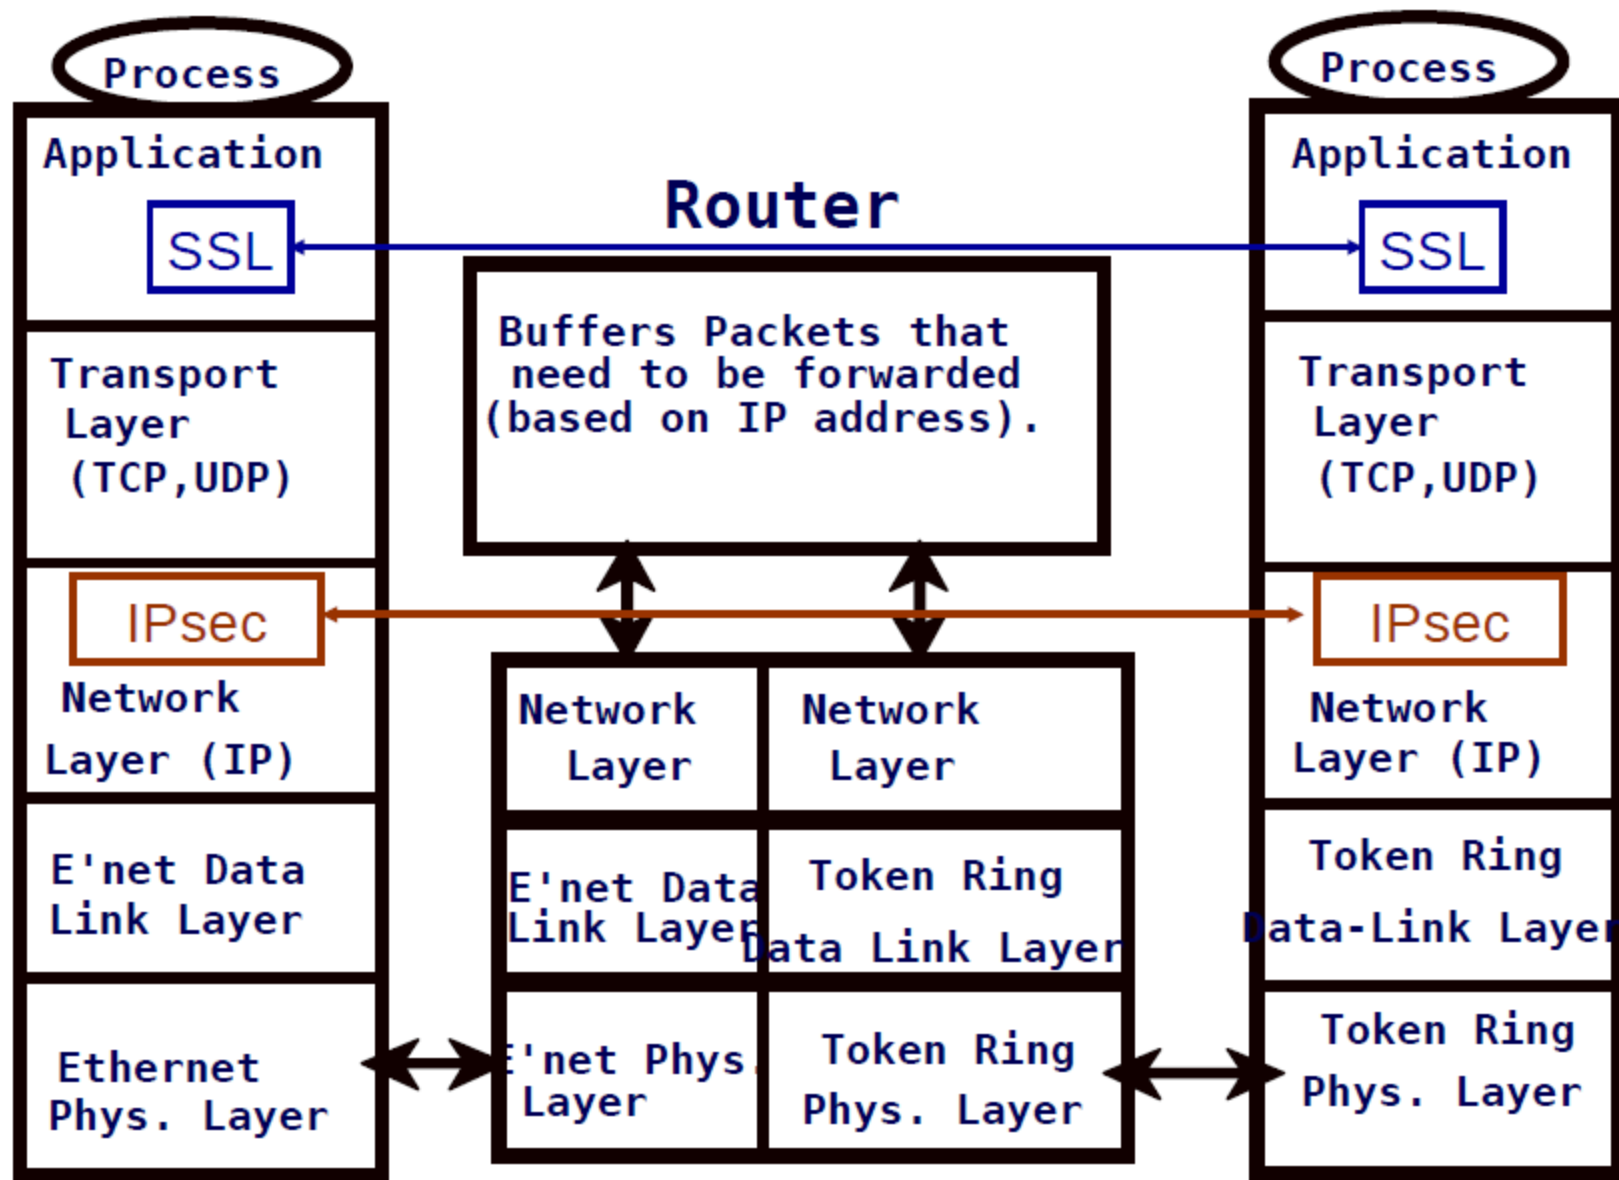 Process
Application
SSL
Transport
Layer
(TCP,UDP)
IPsec
Network
Layer (IP)
E'net Data
Link Layer
Ethernet
Phys. Layer
Router
Buffers Packets that
need to be forwarded
(based on IP address).
Network
Layer
E'net Data
Link Layer
E'net Phys.
Layer
Network
Layer
Token Ring
Data Link Layer
Token Ring
Phys. Layer
Process
Application
SSL
Transport
Layer
(TCP,UDP)
IPsec
Network
Layer (IP)
Token Ring
Data-Link Layer
Token Ring
Phys. Layer